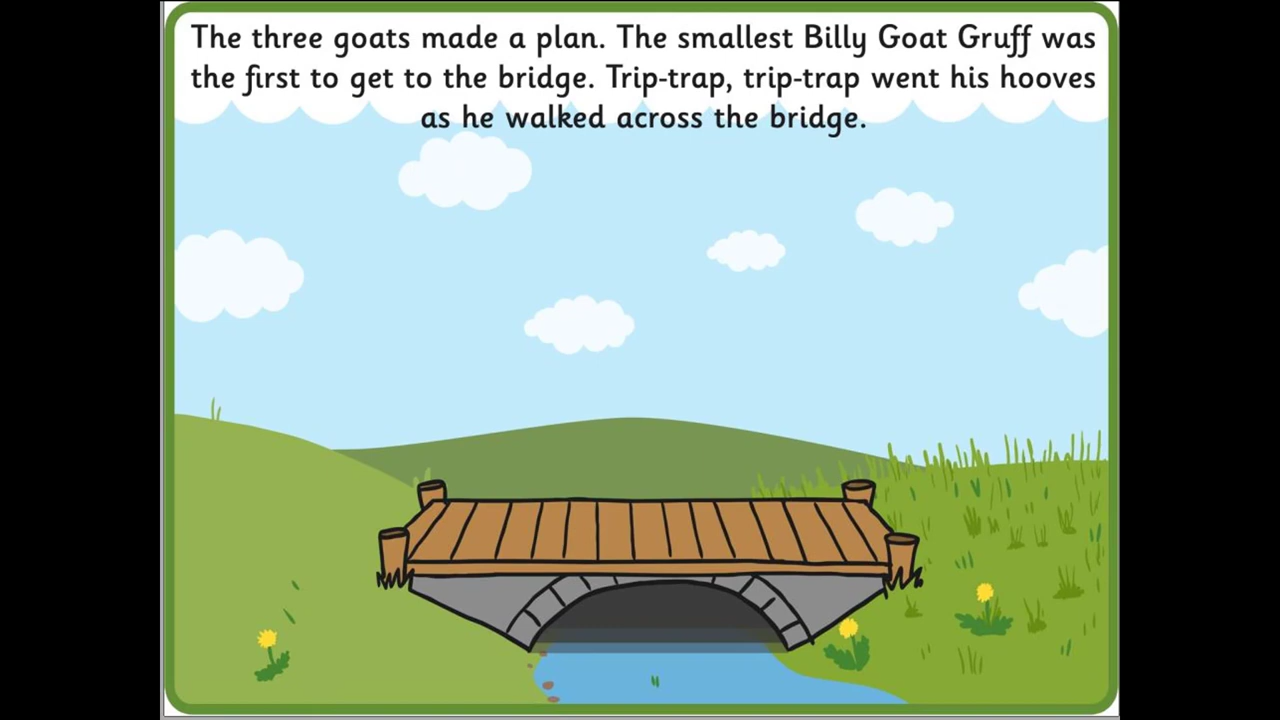 The three goats made a plan. The smallest Billy Goat Gruff was
the first to get to the bridge. Trip-trap, trip-trap went his hooves
as he walked across the bridge.